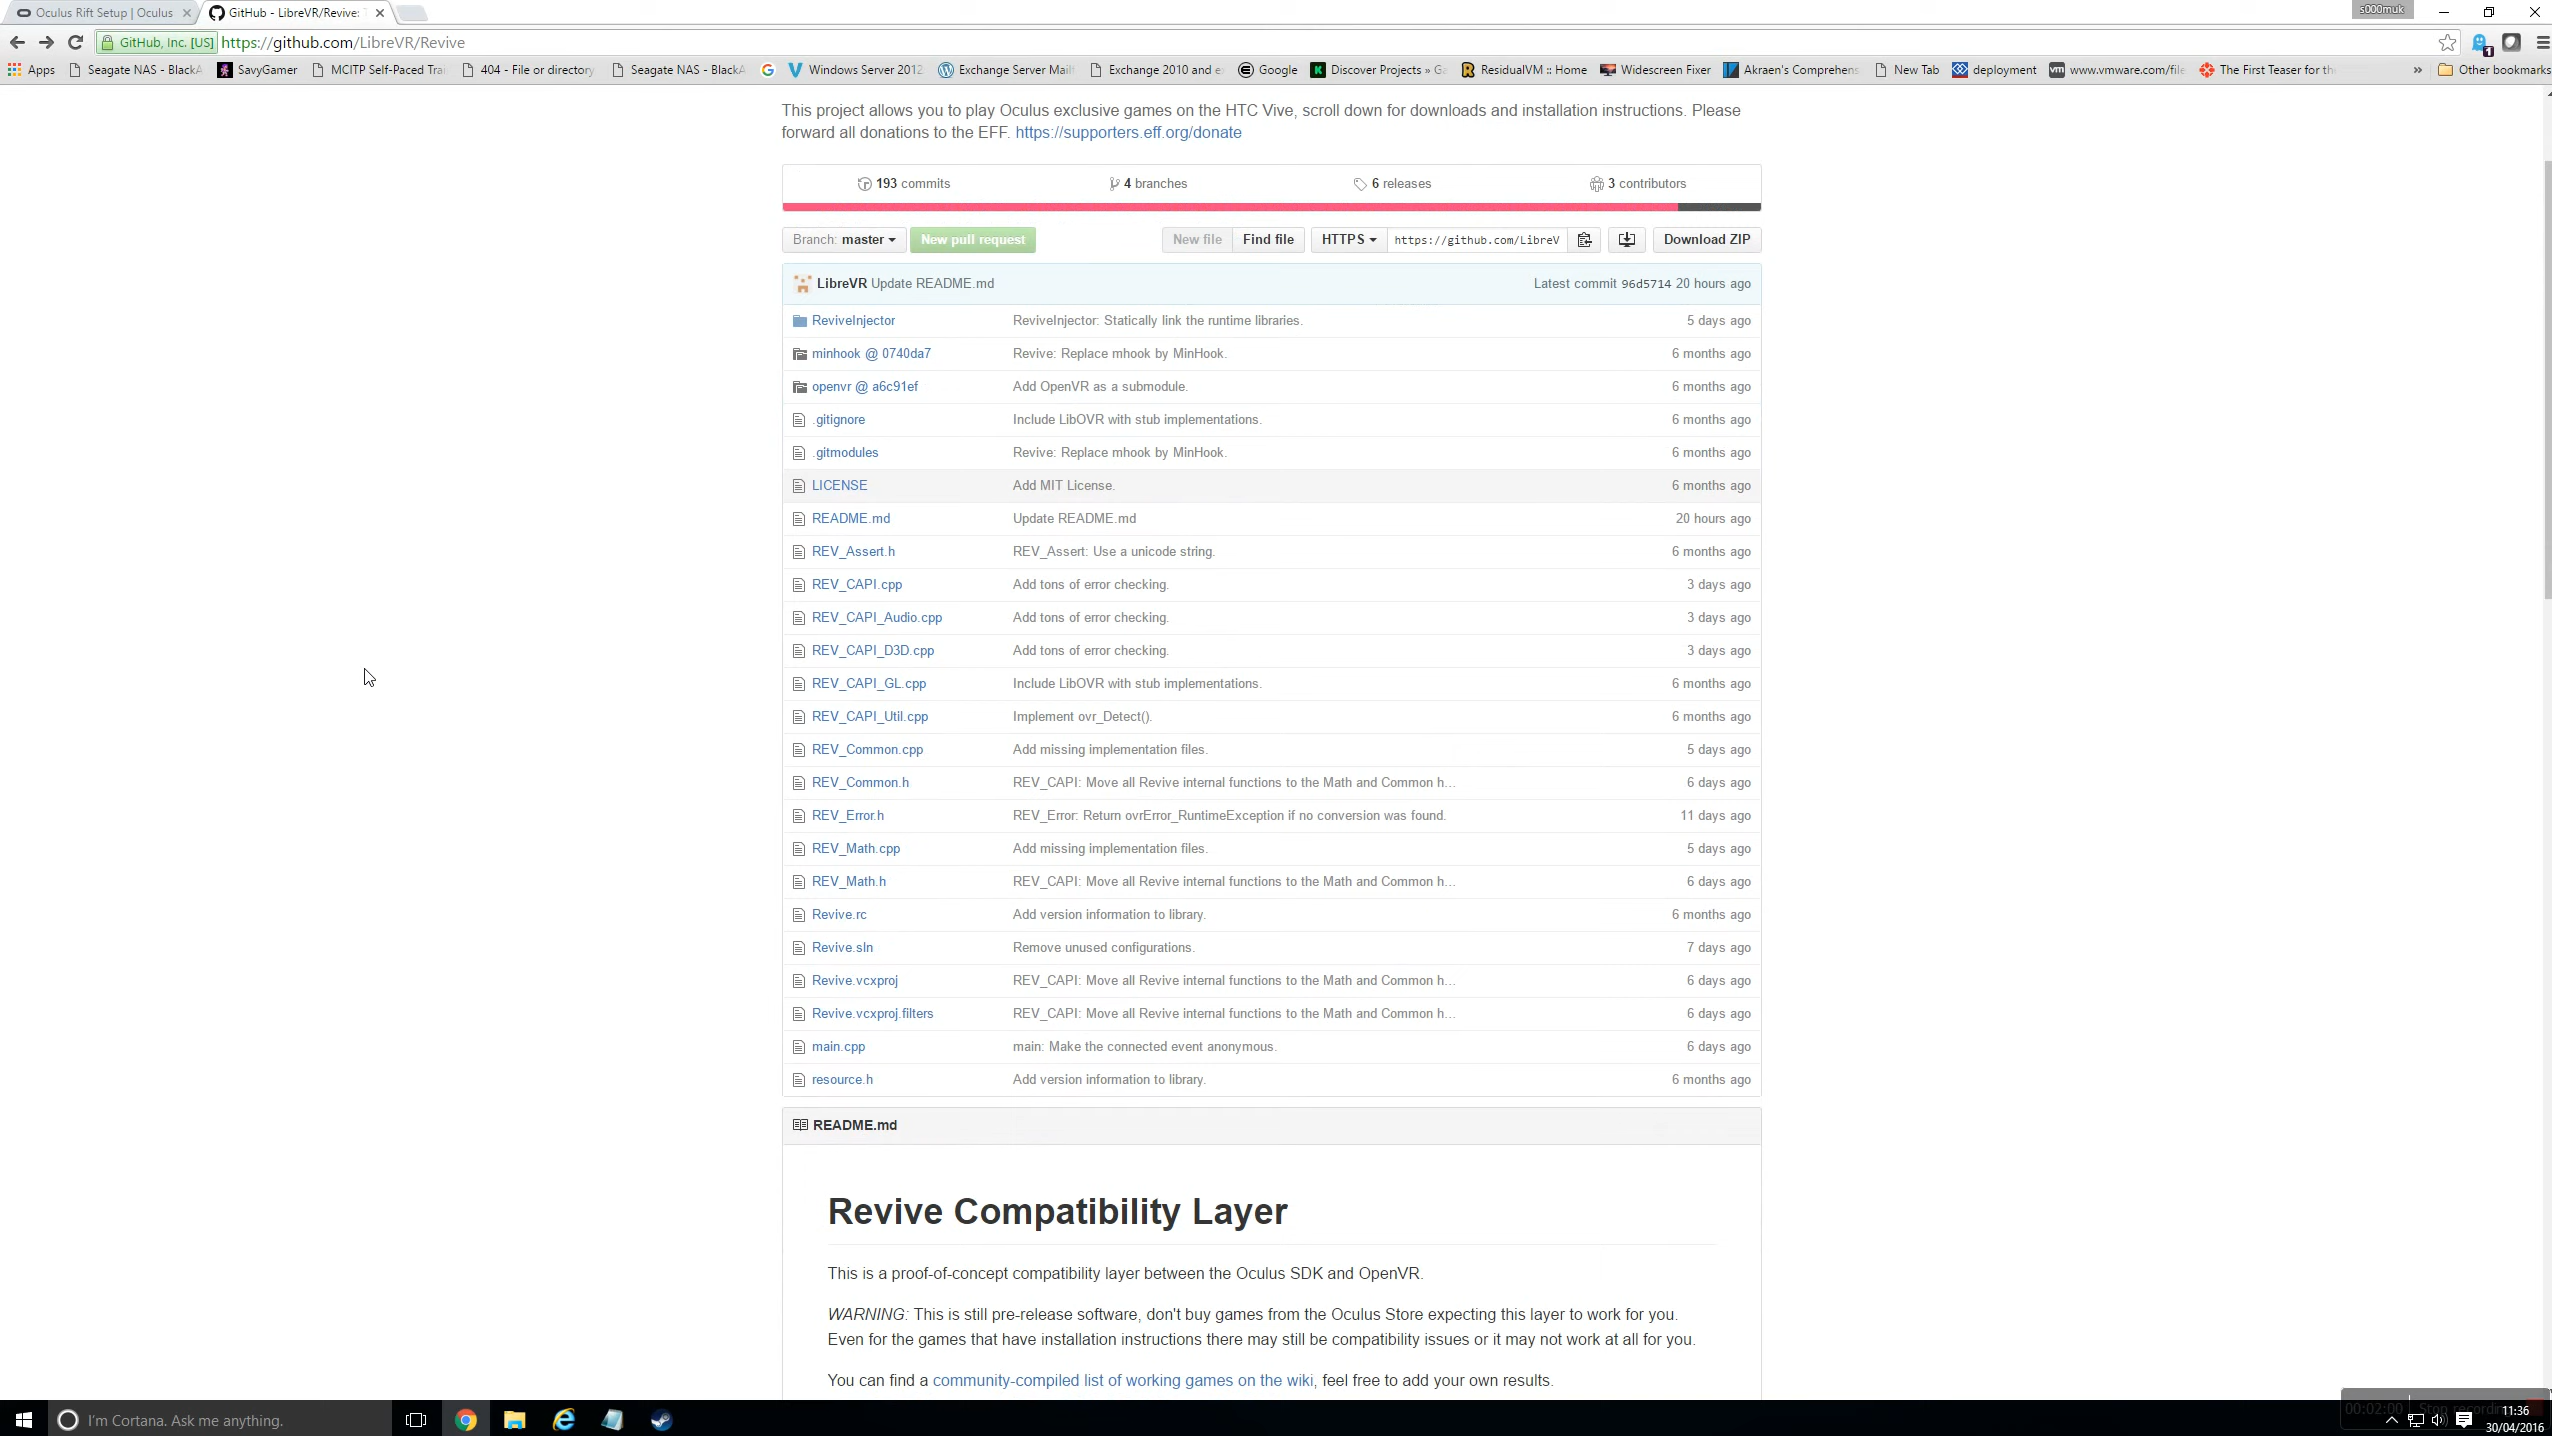 Oculus Rift Setup | Oculus
GitHub - LibreVR/Revive:
s000muk
GitHub, Inc. [US] https://github.com/LibreVR/Revive
Apps Seagate NAS - Black SavyGamer MCITP Self-Paced Trai 404 - File or directory Seagate NAS - Black Windows Server 2012 Exchange Server Mail Exchange 2010 and e Google Discover Projects » Ga ResidualVM :: Home Widescreen Fixer Akraen's Comprehens New Tab deployment www.vmware.com/file The First Teaser for th » Other bookmarks
This project allows you to play Oculus exclusive games on the HTC Vive, scroll down for downloads and installation instructions. Please
forward all donations to the EFF. https://supporters.eff.org/donate
193 commits 4 branches 6 releases 3 contributors
Branch: master New pull request New file Find file HTTPS https://github.com/LibreV Download ZIP
LibreVR Update README.md Latest commit 96d5714 20 hours ago
ReviveInjector ReviveInjector: Statically link the runtime libraries. 5 days ago
minhook @ 0740da7 Revive: Replace mhook by MinHook. 6 months ago
openvr @ a6c91ef Add OpenVR as a submodule. 6 months ago
.gitignore Include LibOVR with stub implementations. 6 months ago
.gitmodules Revive: Replace mhook by MinHook. 6 months ago
LICENSE Add MIT License. 6 months ago
README.md Update README.md 20 hours ago
REV_Assert.h REV_Assert: Use a unicode string. 6 months ago
REV_CAPI.cpp Add tons of error checking. 3 days ago
REV_CAPI_Audio.cpp Add tons of error checking. 3 days ago
REV_CAPI_D3D.cpp Add tons of error checking. 3 days ago
REV_CAPI_GL.cpp Include LibOVR with stub implementations. 6 months ago
REV_CAPI_Util.cpp Implement ovr_Detect(). 6 months ago
REV_Common.cpp Add missing implementation files. 5 days ago
REV_Common.h REV_CAPI: Move all Revive internal functions to the Math and Common h... 6 days ago
REV_Error.h REV_Error: Return ovrError_RuntimeException if no conversion was found. 11 days ago
REV_Math.cpp Add missing implementation files. 5 days ago
REV_Math.h REV_CAPI: Move all Revive internal functions to the Math and Common h... 6 days ago
Revive.rc Add version information to library. 6 months ago
Revive.sln Remove unused configurations. 7 days ago
Revive.vcxproj REV_CAPI: Move all Revive internal functions to the Math and Common h... 6 days ago
Revive.vcxproj.filters REV_CAPI: Move all Revive internal functions to the Math and Common h... 6 days ago
main.cpp main: Make the connected event anonymous. 6 days ago
resource.h Add version information to library. 6 months ago
README.md
Revive Compatibility Layer
This is a proof-of-concept compatibility layer between the Oculus SDK and OpenVR.
WARNING: This is still pre-release software, don't buy games from the Oculus Store expecting this layer to work for you.
Even for the games that have installation instructions there may still be compatibility issues or it may not work at all for you.
You can find a community-compiled list of working games on the wiki, feel free to add your own results.
I'm Cortana. Ask me anything.
00:02:00 Stop recording
11:36
30/04/2016